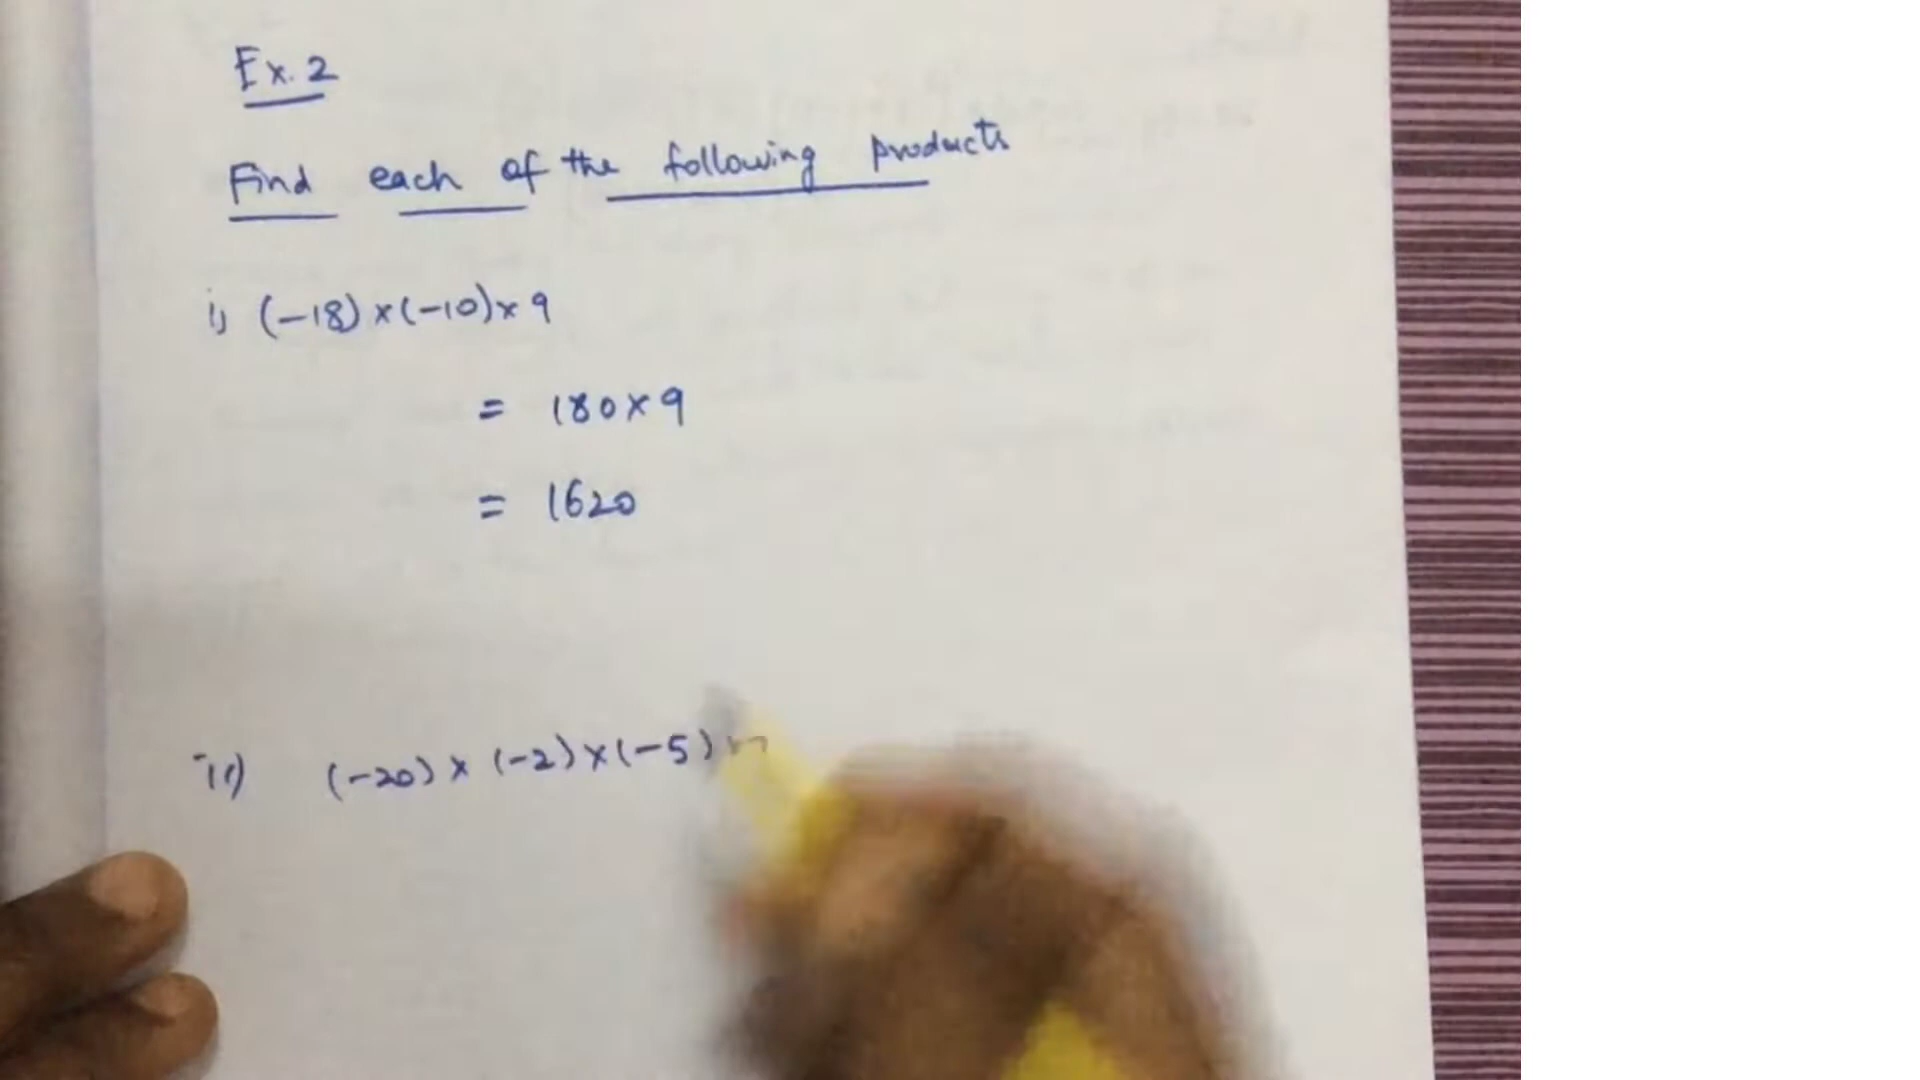 Ex. 2
Find each of the following products
i) (-18) × (-10) × 9
= 180 × 9
= 1620
ii) (-20) × (-2) × (-5) ×